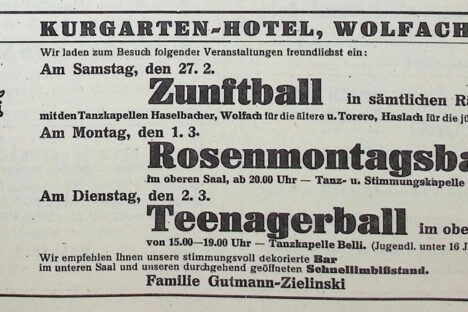 KURGARTEN-HOTEL, WOLFACH
Wir laden zum Besuch folgender Veranstaltungen freundlichst ein:
Am Samstag, den 27. 2.
Zunftball in sämtlichen Rä
mit den Tanzkapellen Haselbacher, Wolfach für die ältere u. Torero, Haslach für die jü
Am Montag, den 1. 3.
Rosenmontagsba
im oberen Saal, ab 20.00 Uhr — Tanz- u. Stimmungskapelle
Am Dienstag, den 2. 3.
Teenagerball im obe
von 15.00—19.00 Uhr — Tanzkapelle Belli. (Jugendl. unter 16 J
Wir empfehlen Ihnen unsere stimmungsvoll dekorierte Bar
im unteren Saal und unseren durchgehend geöffneten Schnellimbißstand.
Familie Gutmann-Zielinski